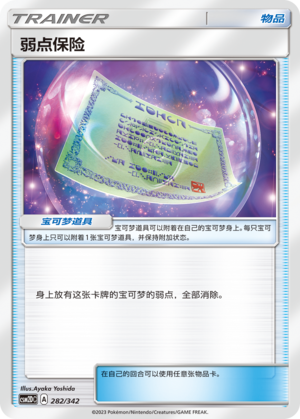 TRAINER
物品
弱点保险
宝可梦道具
宝可梦道具可以附着在自己的宝可梦身上。每只宝可
梦身上只可以附着1张宝可梦道具，并保持附加状态。
身上放有这张卡牌的宝可梦的弱点，全部消除。
在自己的回合可以使用任意张物品卡。
Illus.Ayaka Yoshida
CSM2DC A 282/342
©2023 Pokémon/Nintendo/Creatures/GAME FREAK.